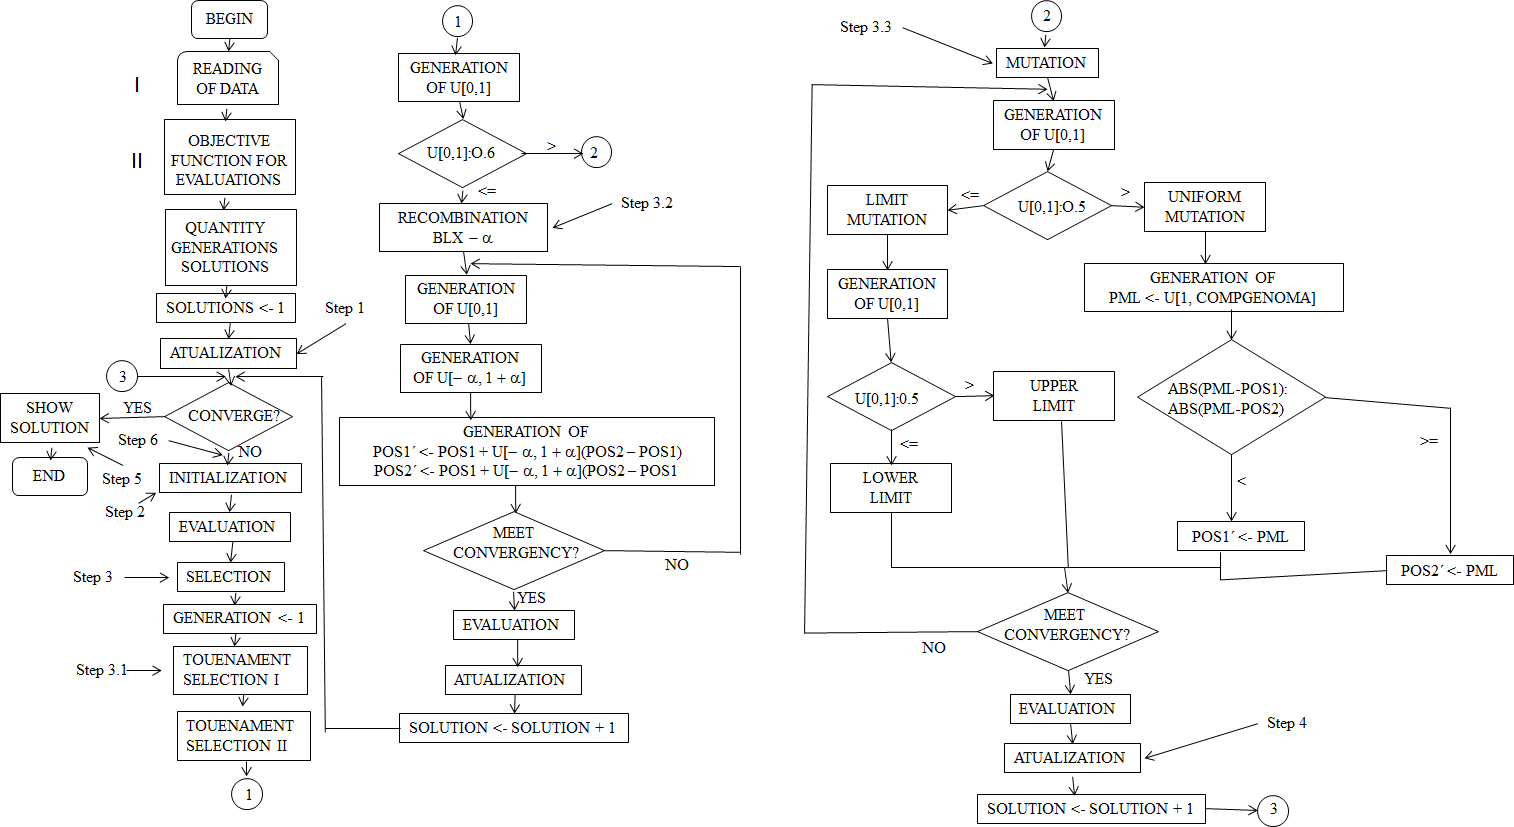 BEGIN
READING
OF DATA
I
OBJECTIVE
FUNCTION FOR
EVALUATIONS
II
QUANTITY
GENERATIONS
SOLUTIONS
SOLUTIONS <- 1
Step 1
ATUALIZATION
3
CONVERGE?
YES
SHOW
SOLUTION
END
Step 6
NO
Step 5
INITIALIZATION
Step 2
EVALUATION
Step 3
SELECTION
GENERATION <- 1
Step 3.1
TOUENAMENT
SELECTION I
TOUENAMENT
SELECTION II
1
1
GENERATION
OF U[0,1]
U[0,1]:O.6
>
2
<=
RECOMBINATION
BLX – α
Step 3.2
GENERATION
OF U[0,1]
GENERATION
OF U[– α, 1 + α]
GENERATION OF
POS1´ <- POS1 + U[– α, 1 + α](POS2 – POS1)
POS2´ <- POS1 + U[– α, 1 + α](POS2 – POS1
MEET
CONVERGENCY?
NO
YES
EVALUATION
ATUALIZATION
SOLUTION <- SOLUTION + 1
2
Step 3.3
MUTATION
GENERATION
OF U[0,1]
U[0,1]:O.5
<=
>
LIMIT
MUTATION
UNIFORM
MUTATION
GENERATION
OF U[0,1]
GENERATION OF
PML <- U[1, COMPGENOMA]
U[0,1]:0.5
>
UPPER
LIMIT
<=
LOWER
LIMIT
ABS(PML-POS1):
ABS(PML-POS2)
>=
<
POS1´ <- PML
POS2´ <- PML
MEET
CONVERGENCY?
NO
YES
EVALUATION
Step 4
ATUALIZATION
SOLUTION <- SOLUTION + 1
3